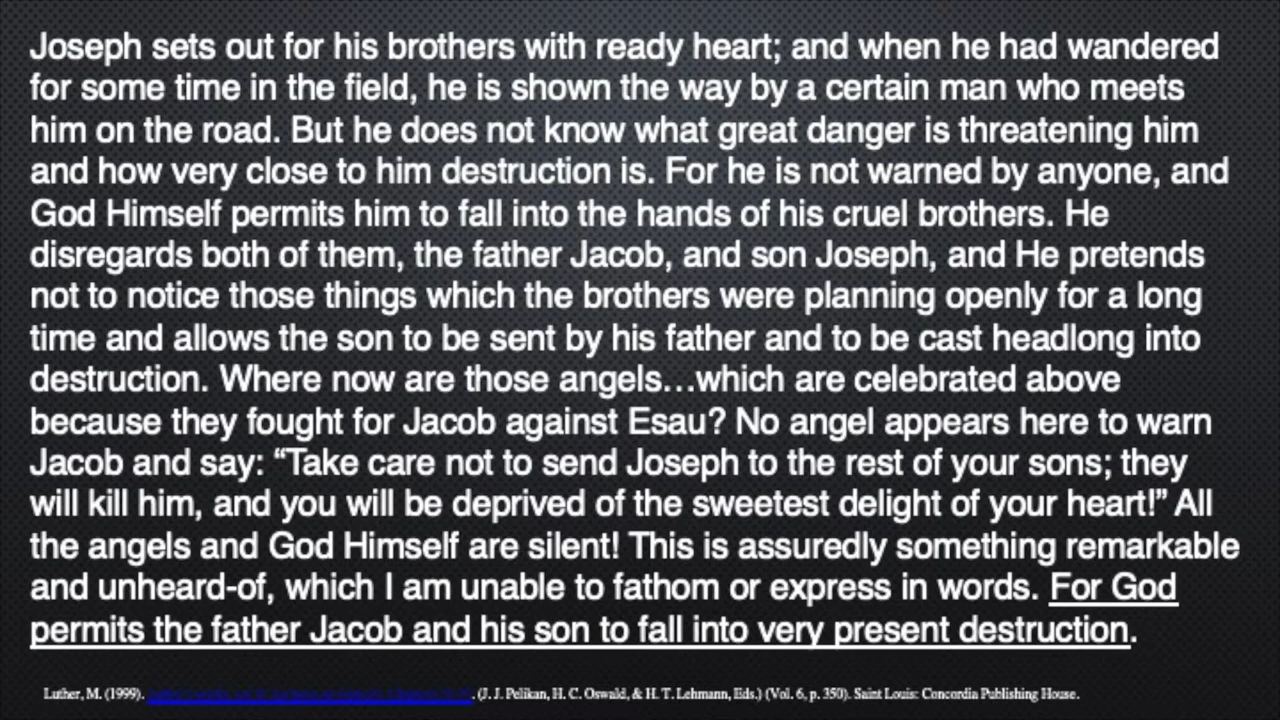 Joseph sets out for his brothers with ready heart; and when he had wandered
for some time in the field, he is shown the way by a certain man who meets
him on the road. But he does not know what great danger is threatening him
and how very close to him destruction is. For he is not warned by anyone, and
God Himself permits him to fall into the hands of his cruel brothers. He
disregards both of them, the father Jacob, and son Joseph, and He pretends
not to notice those things which the brothers were planning openly for a long
time and allows the son to be sent by his father and to be cast headlong into
destruction. Where now are those angels…which are celebrated above
because they fought for Jacob against Esau? No angel appears here to warn
Jacob and say: “Take care not to send Joseph to the rest of your sons; they
will kill him, and you will be deprived of the sweetest delight of your heart!” All
the angels and God Himself are silent! This is assuredly something remarkable
and unheard-of, which I am unable to fathom or express in words. For God
permits the father Jacob and his son to fall into very present destruction.
Luther, M. (1999). . (J. J. Pelikan, H. C. Oswald, & H. T. Lehmann, Eds.) (Vol. 6, p. 350). Saint Louis: Concordia Publishing House.